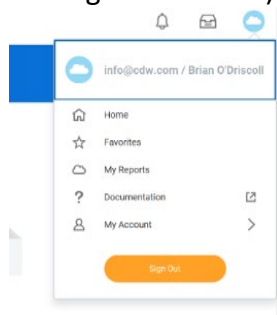 info@cdw.com / Brian O'Driscoll
Home
Favorites
My Reports
Documentation
My Account
Sign Out